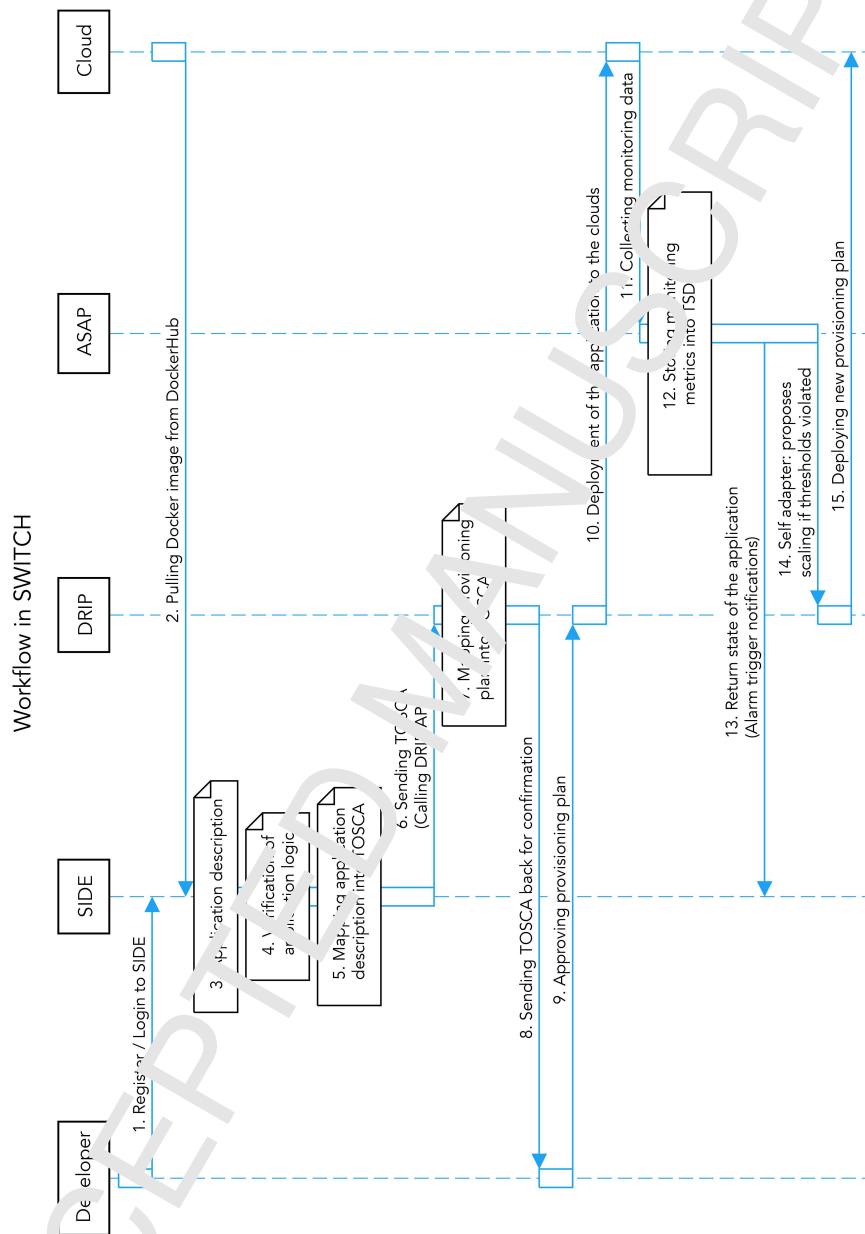 Workflow in SWITCH
Developer
SIDE
DRIP
ASAP
Cloud
1. Register / Login to SIDE
2. Pulling Docker image from DockerHub
3. Application description
4. Verification of
application logic
5. Mapping application
description into TOSCA
6. Sending TOSCA
(Calling DRIP AP
7. Mapping provisioning
plan into TOSCA
8. Sending TOSCA back for confirmation
9. Approving provisioning plan
10. Deployment of the application to the clouds
11. Collecting monitoring data
12. Storing monitoring
metrics into TSD
13. Return state of the application
(Alarm trigger notifications)
14. Self adapter: proposes
scaling if thresholds violated
15. Deploying new provisioning plan
CEPTED MANUSCRIP